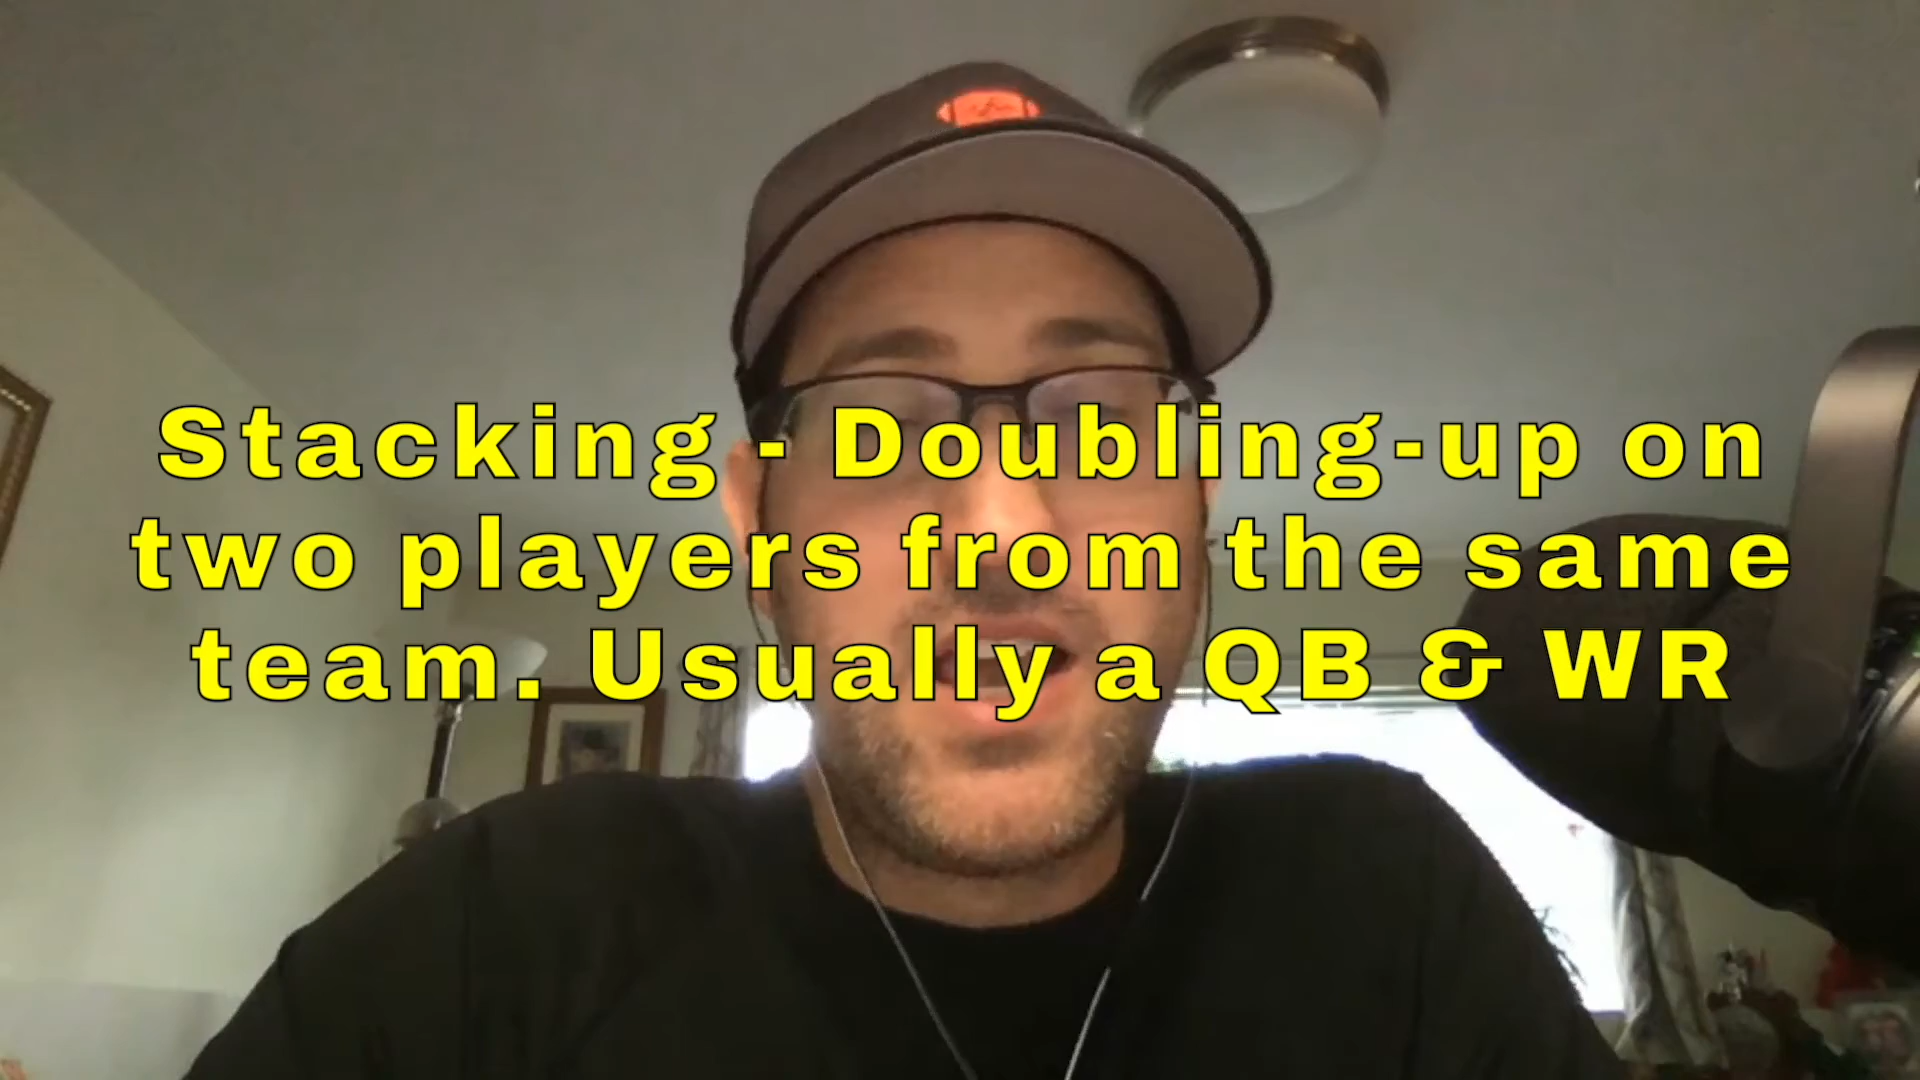 Stacking - Doubling-up on
two players from the same
team. Usually a QB & WR